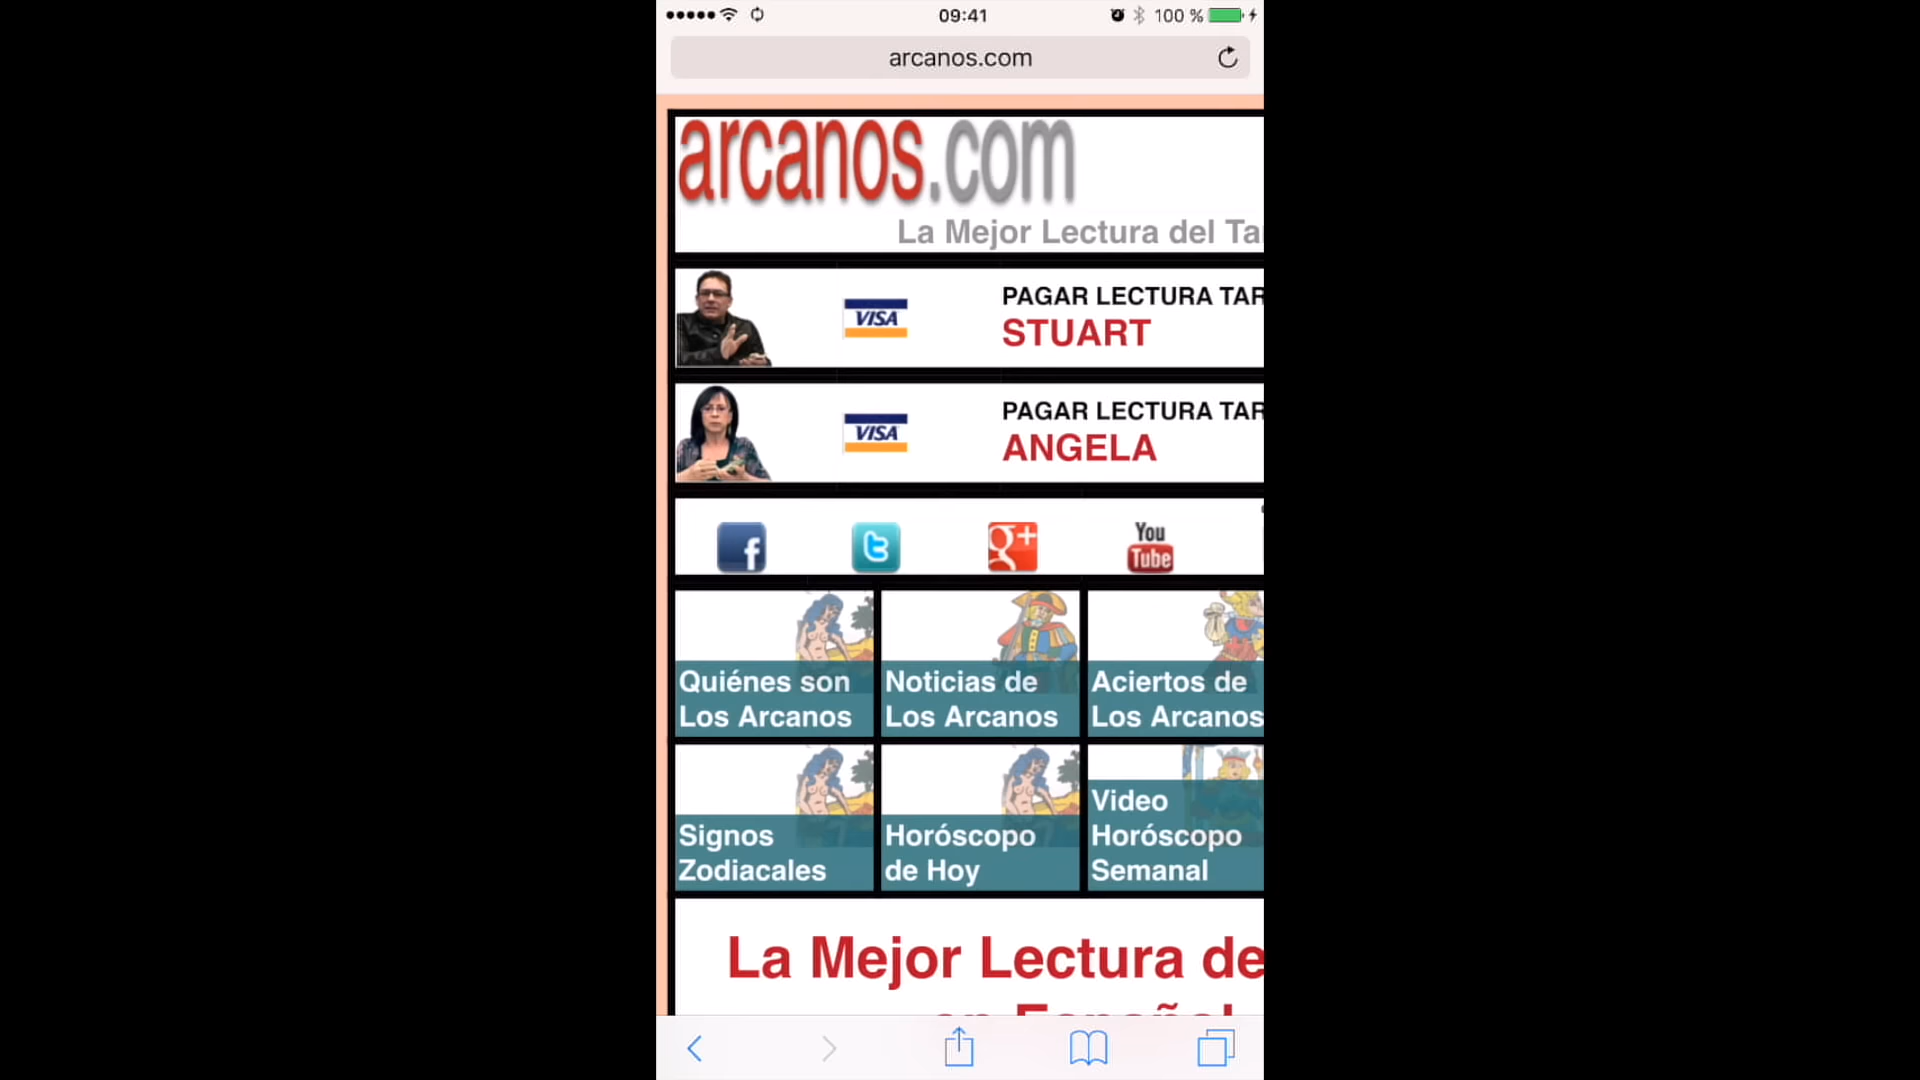 09:41
100 %
arcanos.com
arcanos.com
La Mejor Lectura del Ta
VISA
PAGAR LECTURA TAR
STUART
VISA
PAGAR LECTURA TAR
ANGELA
f
t
g+
You
Tube
Quiénes son
Los Arcanos
Noticias de
Los Arcanos
Aciertos de
Los Arcanos
Signos
Zodiacales
Horóscopo
de Hoy
Video
Horóscopo
Semanal
La Mejor Lectura de
en Español